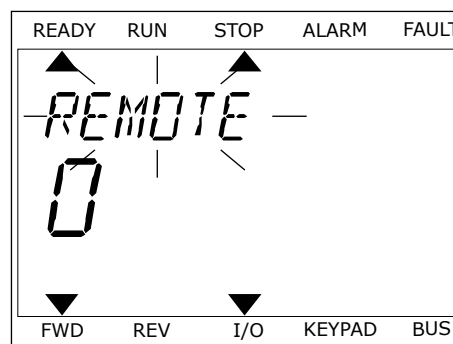 READY RUN STOP ALARM FAULT
REMOTE
0
FWD REV I/O KEYPAD BUS